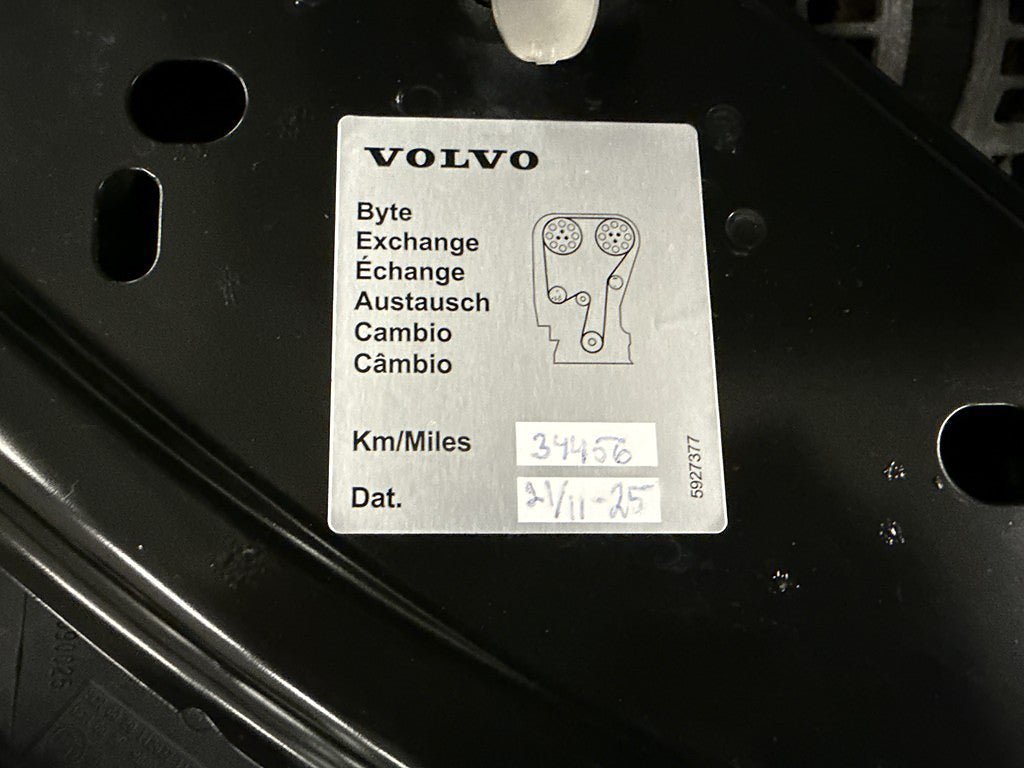 VOLVO
Byte
Exchange
Échange
Austausch
Cambio
Câmbio
Km/Miles 34456
Dat. 21/11-25
5927377